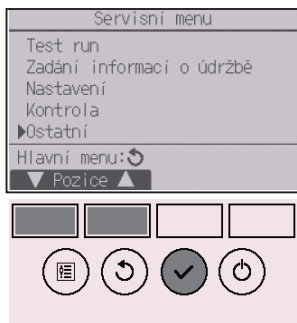 Servisní menu
Test run
Zadání informací o údržbě
Nastavení
Kontrola
▶Ostatní
Hlavní menu:
▼ Pozice ▲